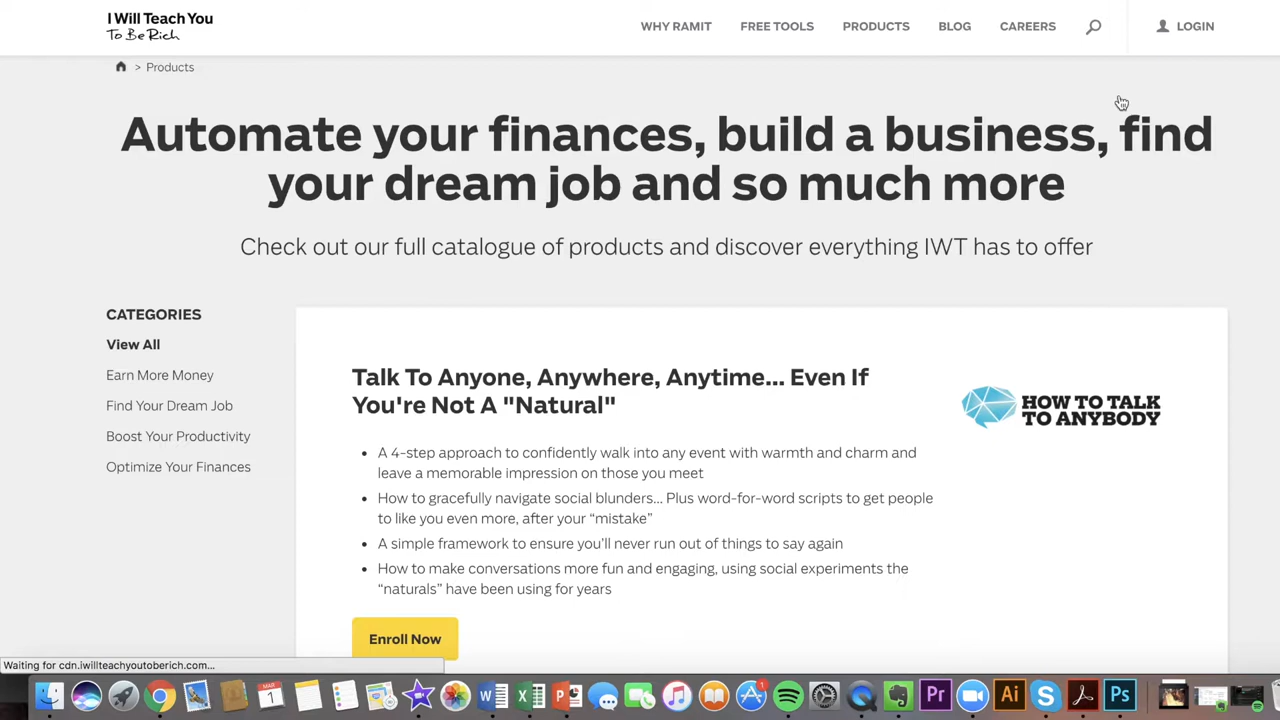 I Will Teach You
To Be Rich
WHY RAMIT
FREE TOOLS
PRODUCTS
BLOG
CAREERS
LOGIN
> Products
Automate your finances, build a business, find
your dream job and so much more
Check out our full catalogue of products and discover everything IWT has to offer
CATEGORIES
View All
Earn More Money
Find Your Dream Job
Boost Your Productivity
Optimize Your Finances
Talk To Anyone, Anywhere, Anytime... Even If
You're Not A "Natural"
HOW TO TALK
TO ANYBODY
• A 4-step approach to confidently walk into any event with warmth and charm and
leave a memorable impression on those you meet
• How to gracefully navigate social blunders... Plus word-for-word scripts to get people
to like you even more, after your “mistake”
• A simple framework to ensure you’ll never run out of things to say again
• How to make conversations more fun and engaging, using social experiments the
“naturals” have been using for years
Enroll Now
Waiting for cdn.iwillteachyoutoberich.com...
MAR
1
W
X
P
1
Pr
Ai
S
Ps